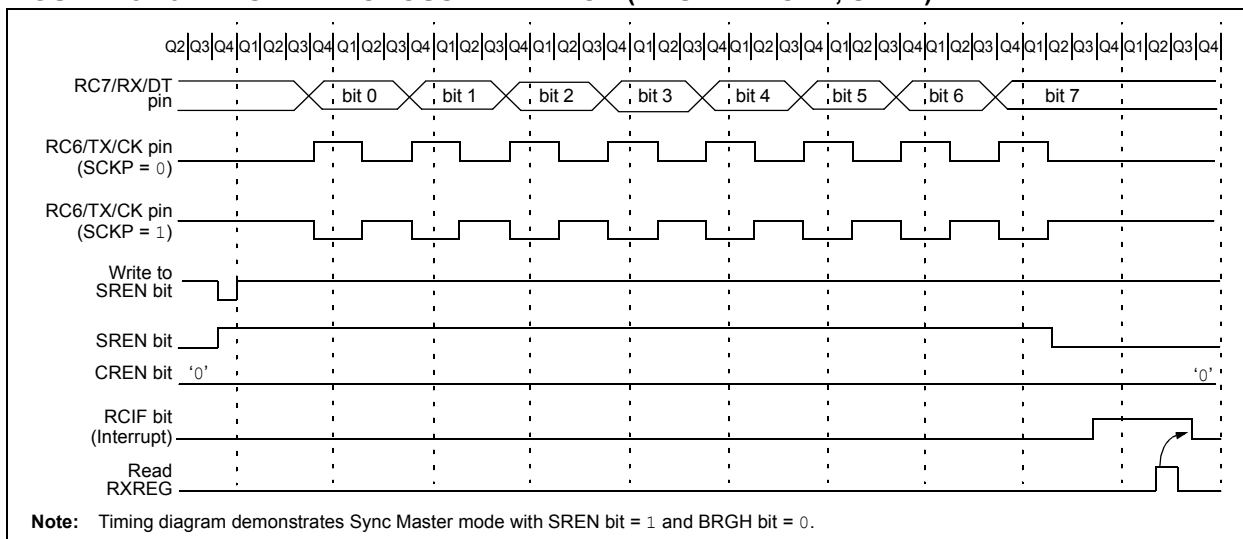 Q2 Q3 Q4 Q1 Q2 Q3 Q4 Q1 Q2 Q3 Q4 Q1 Q2 Q3 Q4 Q1 Q2 Q3 Q4 Q1 Q2 Q3 Q4 Q1 Q2 Q3 Q4 Q1 Q2 Q3 Q4 Q1 Q2 Q3 Q4 Q1 Q2 Q3 Q4 Q1 Q2 Q3 Q4
RC7/RX/DT
pin
bit 0 bit 1 bit 2 bit 3 bit 4 bit 5 bit 6 bit 7
RC6/TX/CK pin
(SCKP = 0)
RC6/TX/CK pin
(SCKP = 1)
Write to
SREN bit
SREN bit
CREN bit ‘0’ ‘0’
RCIF bit
(Interrupt)
Read
RXREG
Note: Timing diagram demonstrates Sync Master mode with SREN bit = 1 and BRGH bit = 0.